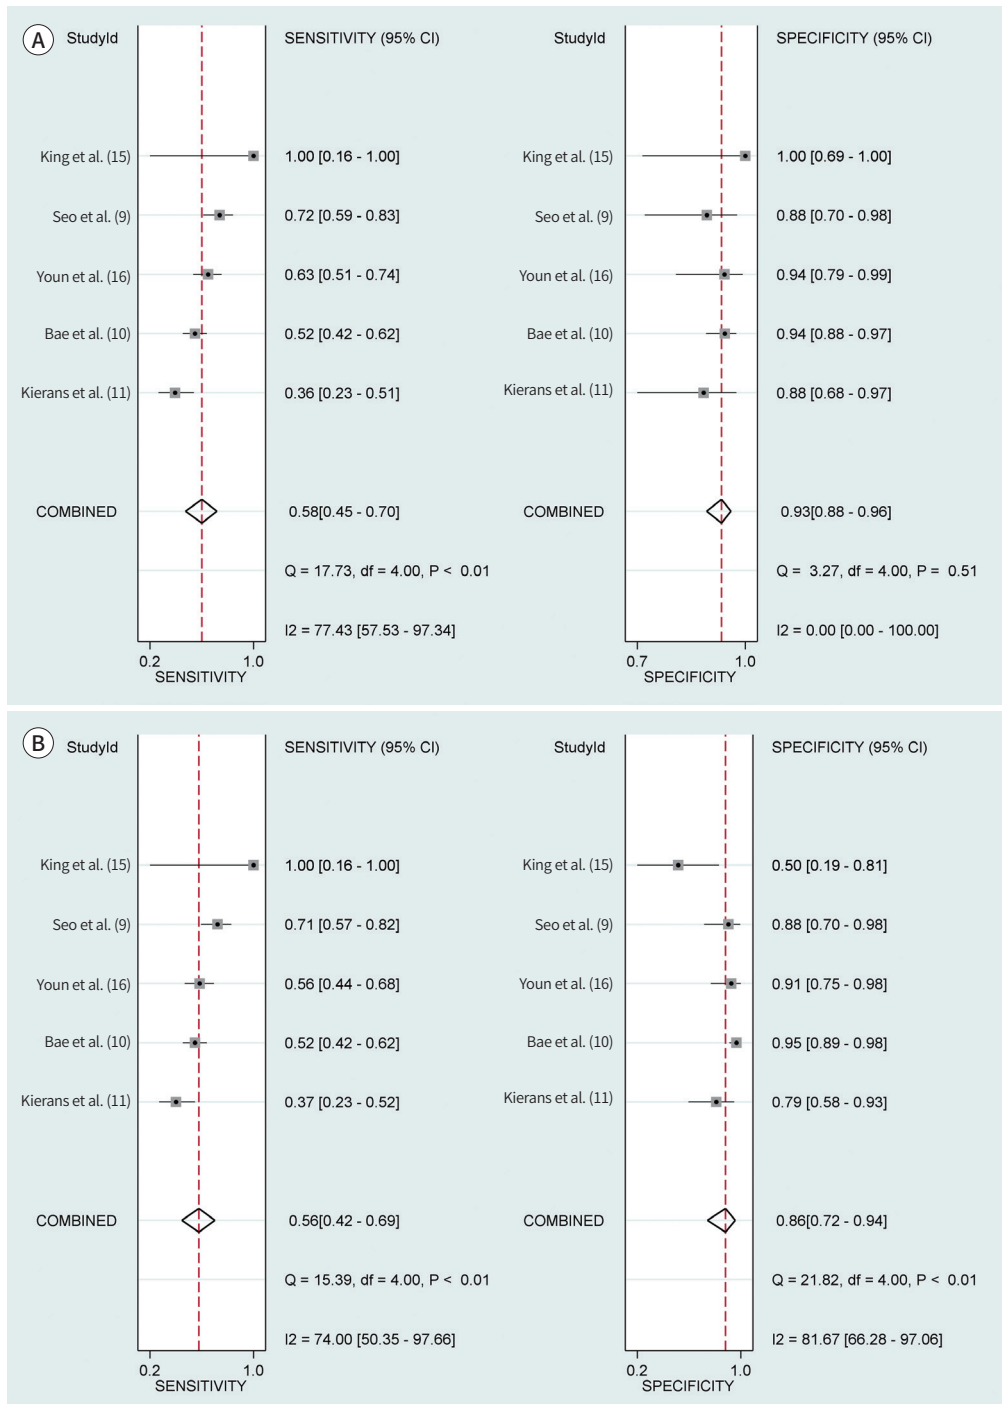 A
StudyId
SENSITIVITY (95% CI)
King et al. (15)
1.00 [0.16 - 1.00]
Seo et al. (9)
0.72 [0.59 - 0.83]
Youn et al. (16)
0.63 [0.51 - 0.74]
Bae et al. (10)
0.52 [0.42 - 0.62]
Kierans et al. (11)
0.36 [0.23 - 0.51]
COMBINED
0.58[0.45 - 0.70]
Q = 17.73, df = 4.00, P < 0.01
I2 = 77.43 [57.53 - 97.34]
0.2 1.0
SENSITIVITY
StudyId
SPECIFICITY (95% CI)
King et al. (15)
1.00 [0.69 - 1.00]
Seo et al. (9)
0.88 [0.70 - 0.98]
Youn et al. (16)
0.94 [0.79 - 0.99]
Bae et al. (10)
0.94 [0.88 - 0.97]
Kierans et al. (11)
0.88 [0.68 - 0.97]
COMBINED
0.93[0.88 - 0.96]
Q = 3.27, df = 4.00, P = 0.51
I2 = 0.00 [0.00 - 100.00]
0.7 1.0
SPECIFICITY
B
StudyId
SENSITIVITY (95% CI)
King et al. (15)
1.00 [0.16 - 1.00]
Seo et al. (9)
0.71 [0.57 - 0.82]
Youn et al. (16)
0.56 [0.44 - 0.68]
Bae et al. (10)
0.52 [0.42 - 0.62]
Kierans et al. (11)
0.37 [0.23 - 0.52]
COMBINED
0.56[0.42 - 0.69]
Q = 15.39, df = 4.00, P < 0.01
I2 = 74.00 [50.35 - 97.66]
0.2 1.0
SENSITIVITY
StudyId
SPECIFICITY (95% CI)
King et al. (15)
0.50 [0.19 - 0.81]
Seo et al. (9)
0.88 [0.70 - 0.98]
Youn et al. (16)
0.91 [0.75 - 0.98]
Bae et al. (10)
0.95 [0.89 - 0.98]
Kierans et al. (11)
0.79 [0.58 - 0.93]
COMBINED
0.86[0.72 - 0.94]
Q = 21.82, df = 4.00, P < 0.01
I2 = 81.67 [66.28 - 97.06]
0.2 1.0
SPECIFICITY